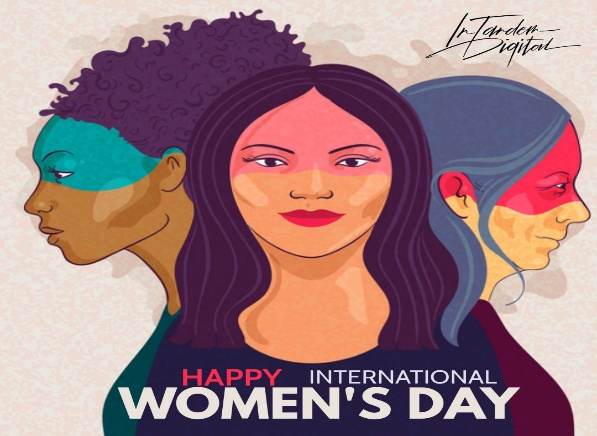 In Tandem
Digital
HAPPY INTERNATIONAL
WOMEN'S DAY